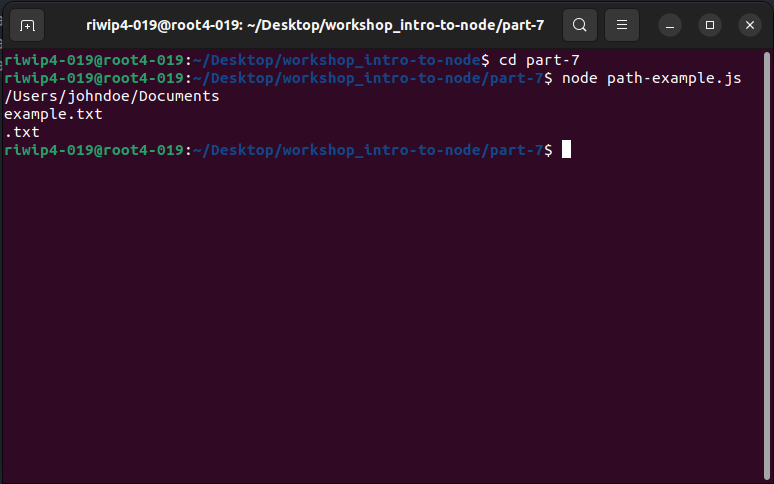 riwip4-019@root4-019: ~/Desktop/workshop_intro-to-node/part-7
riwip4-019@root4-019:~/Desktop/workshop_intro-to-node$ cd part-7
riwip4-019@root4-019:~/Desktop/workshop_intro-to-node/part-7$ node path-example.js
/Users/johndoe/Documents
example.txt
.txt
riwip4-019@root4-019:~/Desktop/workshop_intro-to-node/part-7$